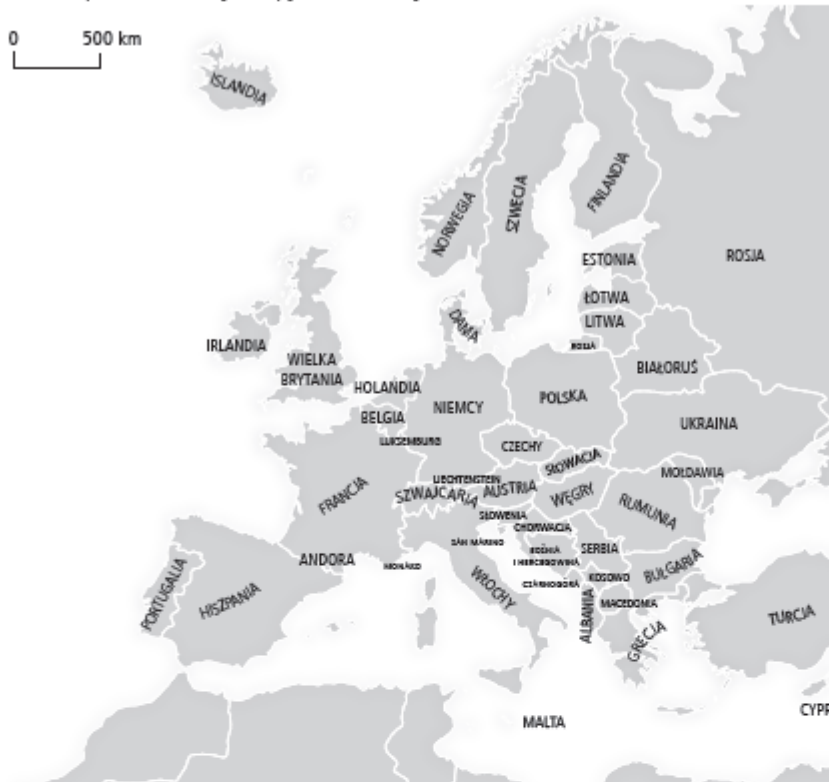 0 500 km
ISLANDIA
NORWEGIA
SZWECJA
FINLANDIA
ROSJA
ESTONIA
ŁOTWA
LITWA
ROSJA
DANIA
IRLANDIA
WIELKA
BRYTANIA
HOLANDIA
BELGIA
LUKSEMBURG
NIEMCY
POLSKA
BIAŁORUŚ
UKRAINA
CZECHY
SŁOWACJA
MOŁDAWIA
LIECHTENSTEIN
SZWAJCARIA
AUSTRIA
WĘGRY
RUMUNIA
FRANCJA
SŁOWENIA
CHORWACJA
SAN MARINO
BOŚNIA
I HERCEGOWINA
SERBIA
ANDORA
MONAKO
WŁOCHY
CZARNOGÓRA
KOSOWO
BUŁGARIA
PORTUGALIA
HISZPANIA
ALBANIA
MACEDONIA
GRECJA
TURCJA
MALTA
CYPR